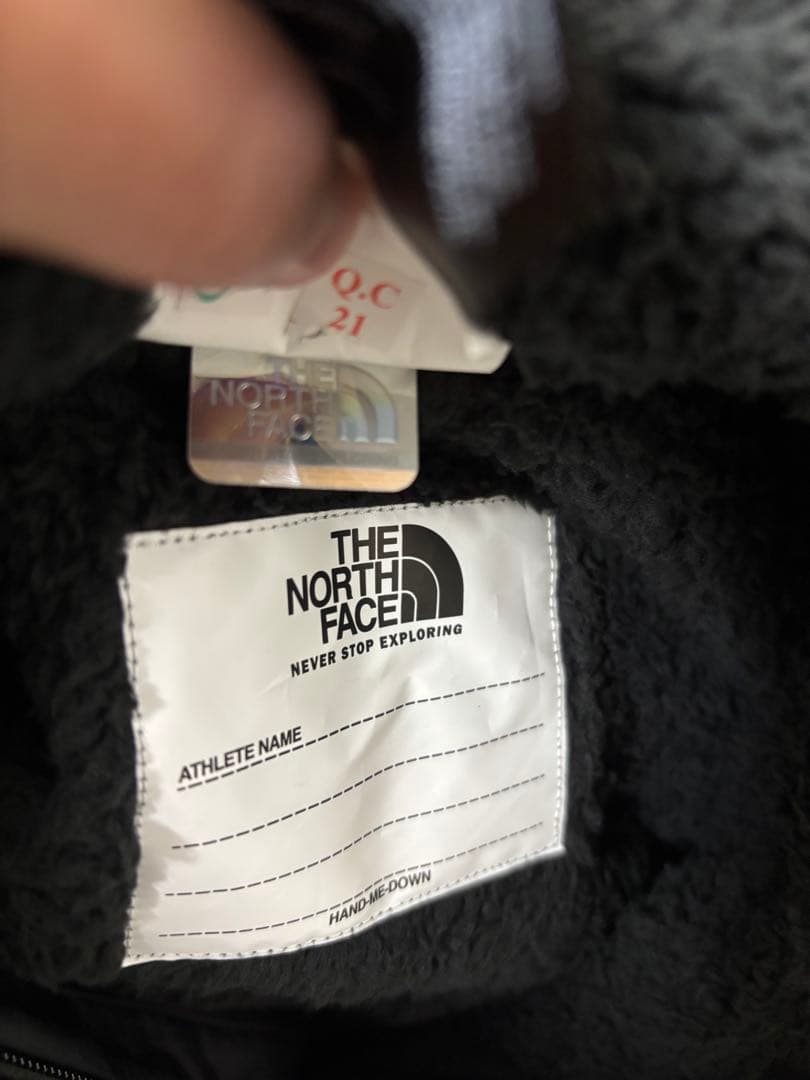 Q.C
21
THE
NORTH
FACE
THE
NORTH
FACE
NEVER STOP EXPLORING
ATHLETE NAME
HAND-ME-DOWN